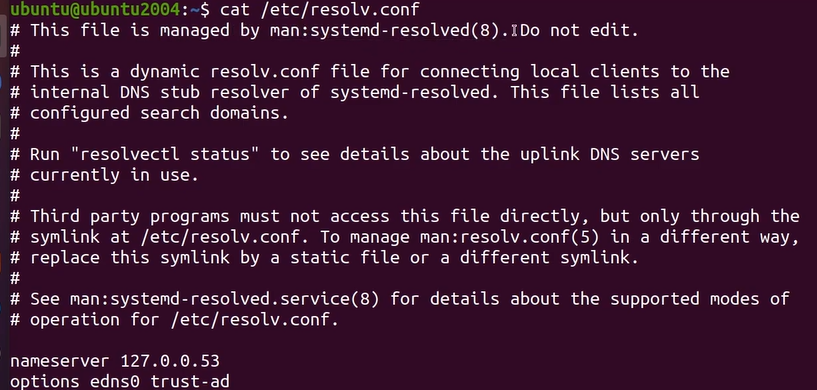 ubuntu@ubuntu2004:~$ cat /etc/resolv.conf
# This file is managed by man:systemd-resolved(8). Do not edit.
#
# This is a dynamic resolv.conf file for connecting local clients to the
# internal DNS stub resolver of systemd-resolved. This file lists all
# configured search domains.
#
# Run "resolvectl status" to see details about the uplink DNS servers
# currently in use.
#
# Third party programs must not access this file directly, but only through the
# symlink at /etc/resolv.conf. To manage man:resolv.conf(5) in a different way,
# replace this symlink by a static file or a different symlink.
#
# See man:systemd-resolved.service(8) for details about the supported modes of
# operation for /etc/resolv.conf.
nameserver 127.0.0.53
options edns0 trust-ad